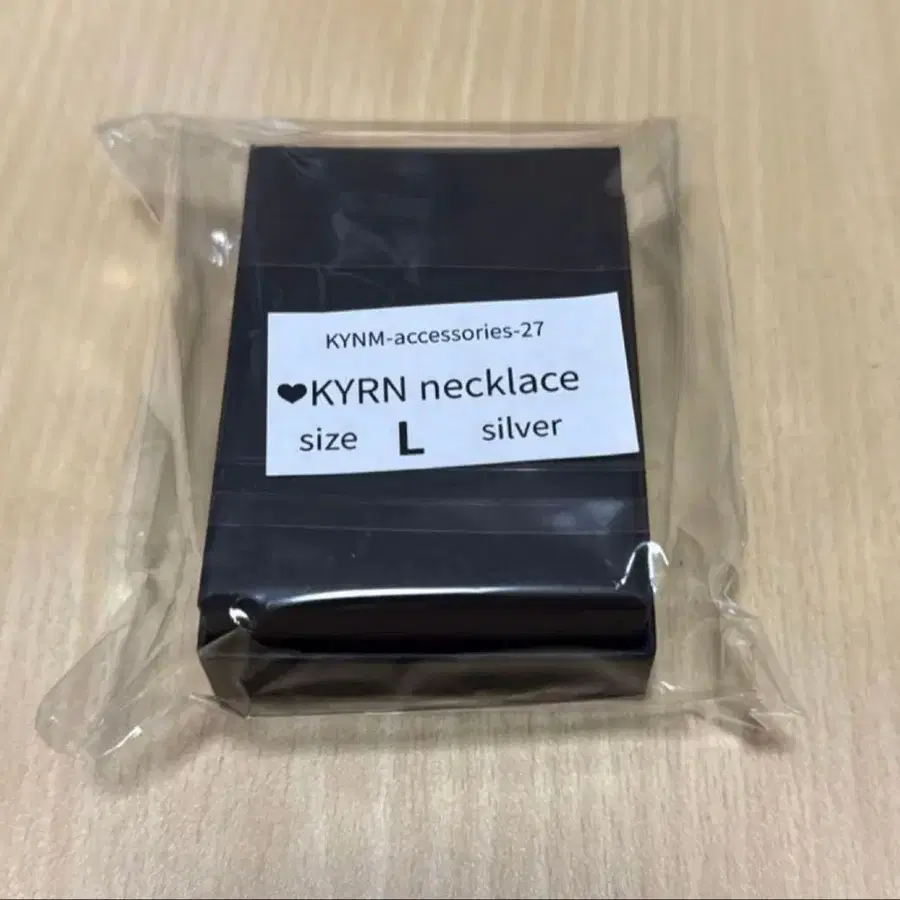 KYNM-accessories-27
❤KYRN necklace
size L silver